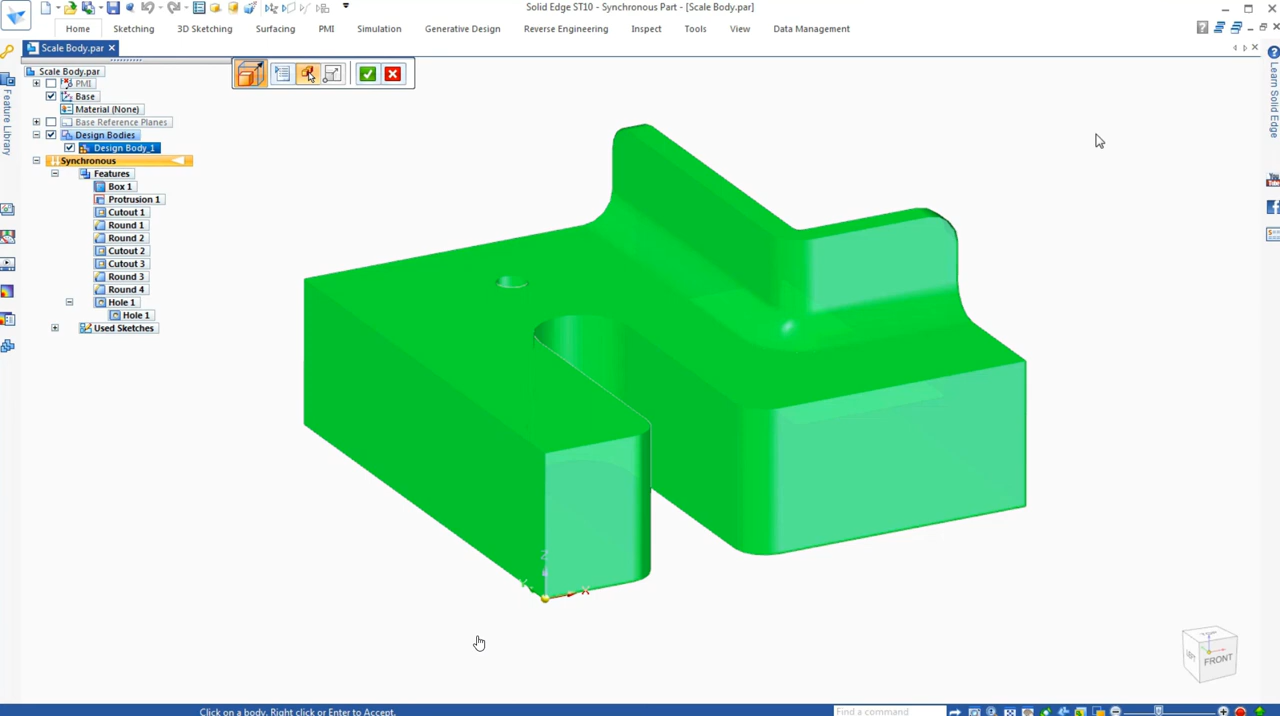 Solid Edge ST10 - Synchronous Part - [Scale Body.par]
Home Sketching 3D Sketching Surfacing PMI Simulation Generative Design Reverse Engineering Inspect Tools View Data Management
Scale Body.par
Scale Body.par
PMI
Base
Material (None)
Base Reference Planes
Design Bodies
Design Body_1
Synchronous
Features
Box 1
Protrusion 1
Cutout 1
Round 1
Round 2
Cutout 2
Cutout 3
Round 3
Round 4
Hole 1
Hole 1
Used Sketches
Feature Library
Learn Solid Edge
You
Z
X
FRONT
Click on a body. Right click or Enter to Accept.
Find a command